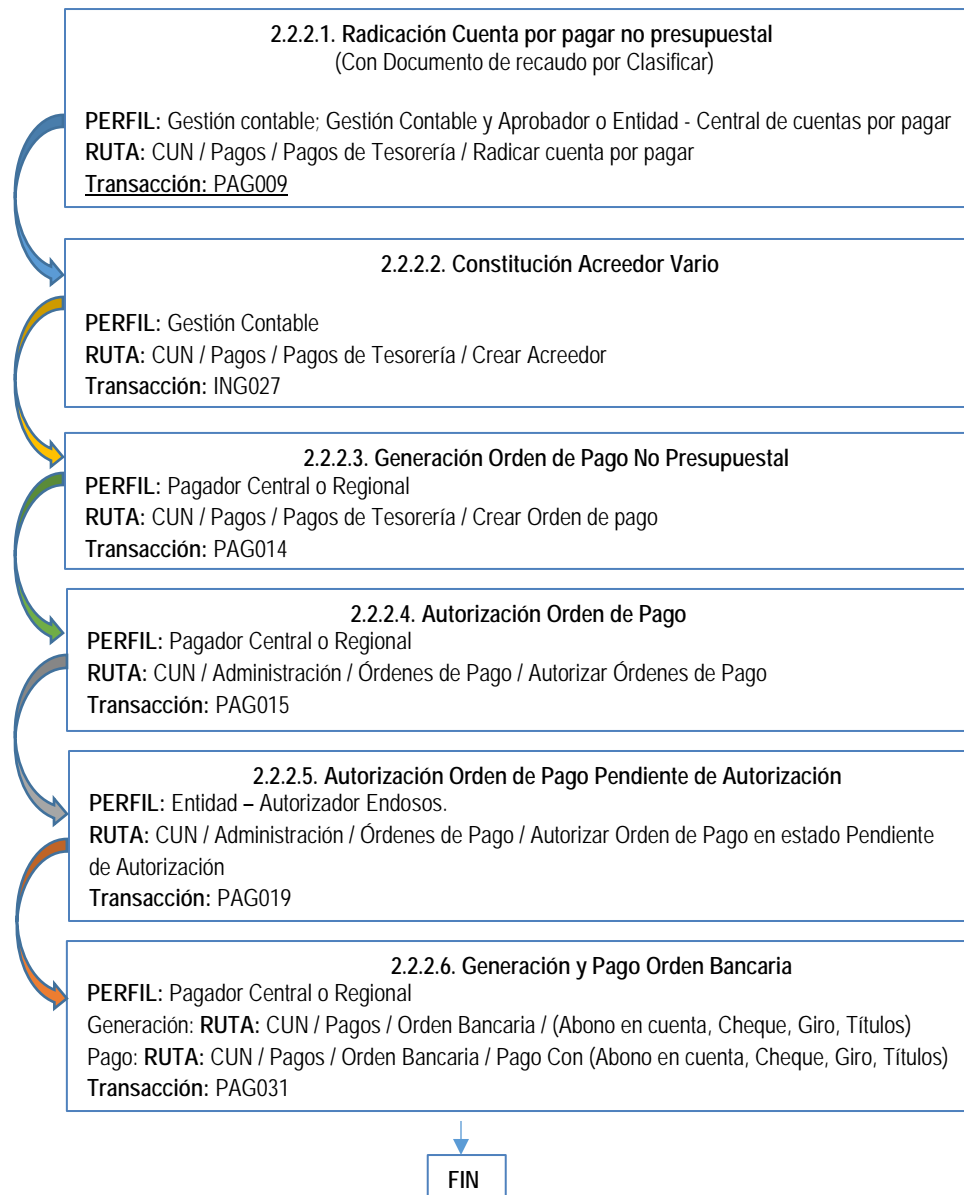 2.2.2.1. Radicación Cuenta por pagar no presupuestal
(Con Documento de recaudo por Clasificar)
PERFIL: Gestión contable; Gestión Contable y Aprobador o Entidad - Central de cuentas por pagar
RUTA: CUN / Pagos / Pagos de Tesorería / Radicar cuenta por pagar
Transacción: PAG009
2.2.2.2. Constitución Acreedor Vario
PERFIL: Gestión Contable
RUTA: CUN / Pagos / Pagos de Tesorería / Crear Acreedor
Transacción: ING027
2.2.2.3. Generación Orden de Pago No Presupuestal
PERFIL: Pagador Central o Regional
RUTA: CUN / Pagos / Pagos de Tesorería / Crear Orden de pago
Transacción: PAG014
2.2.2.4. Autorización Orden de Pago
PERFIL: Pagador Central o Regional
RUTA: CUN / Administración / Órdenes de Pago / Autorizar Órdenes de Pago
Transacción: PAG015
2.2.2.5. Autorización Orden de Pago Pendiente de Autorización
PERFIL: Entidad – Autorizador Endosos.
RUTA: CUN / Administración / Órdenes de Pago / Autorizar Orden de Pago en estado Pendiente
de Autorización
Transacción: PAG019
2.2.2.6. Generación y Pago Orden Bancaria
PERFIL: Pagador Central o Regional
Generación: RUTA: CUN / Pagos / Orden Bancaria / (Abono en cuenta, Cheque, Giro, Títulos)
Pago: RUTA: CUN / Pagos / Orden Bancaria / Pago Con (Abono en cuenta, Cheque, Giro, Títulos)
Transacción: PAG031
FIN